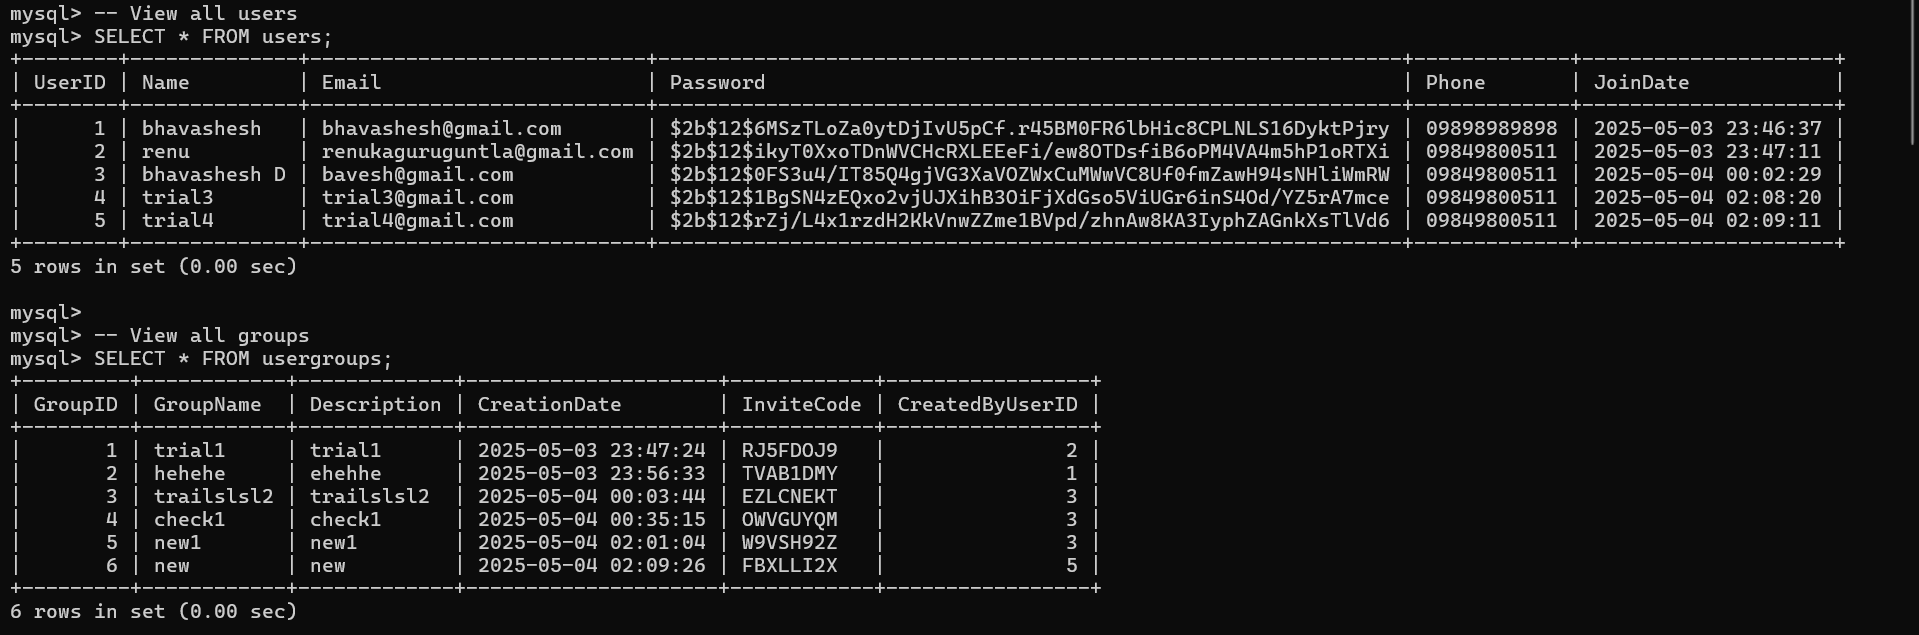 mysql> -- View all users
mysql> SELECT * FROM users;
+--------+--------------+----------------------------+--------------------------------------------------------------+-------------+---------------------+
| UserID | Name         | Email                      | Password                                                     | Phone       | JoinDate            |
+--------+--------------+----------------------------+--------------------------------------------------------------+-------------+---------------------+
|      1 | bhavashesh   | bhavashesh@gmail.com       | $2b$12$6MSzTLoZa0ytDjIvU5pCf.r45BM0FR6lbHic8CPLNLS16DyktPjry | 09898989898 | 2025-05-03 23:46:37 |
|      2 | renu         | renukaguruguntla@gmail.com | $2b$12$ikyT0XxoTDnWVCHcRXLEEeFi/ew8OTDsfiB6oPM4VA4m5hP1oRTXi | 09849800511 | 2025-05-03 23:47:11 |
|      3 | bhavashesh D | bavesh@gmail.com           | $2b$12$0FS3u4/IT85Q4gjVG3XaVOZWxCuMWwVC8Uf0fmZawH94sNHliWmRW | 09849800511 | 2025-05-04 00:02:29 |
|      4 | trial3       | trial3@gmail.com           | $2b$12$1BgSN4zEQxo2vjUJXihB3OiFjXdGso5ViUGr6inS4Od/YZ5rA7mce | 09849800511 | 2025-05-04 02:08:20 |
|      5 | trial4       | trial4@gmail.com           | $2b$12$rZj/L4x1rzdH2KkVnwZZme1BVpd/zhnAw8KA3IyphZAGnkXsTlVd6 | 09849800511 | 2025-05-04 02:09:11 |
+--------+--------------+----------------------------+--------------------------------------------------------------+-------------+---------------------+
5 rows in set (0.00 sec)
mysql>
mysql> -- View all groups
mysql> SELECT * FROM usergroups;
+---------+------------+-------------+---------------------+------------+-----------------+
| GroupID | GroupName  | Description | CreationDate        | InviteCode | CreatedByUserID |
+---------+------------+-------------+---------------------+------------+-----------------+
|       1 | trial1     | trial1      | 2025-05-03 23:47:24 | RJ5FDOJ9   |               2 |
|       2 | hehehe     | ehehhe      | 2025-05-03 23:56:33 | TVAB1DMY   |               1 |
|       3 | trailslsl2 | trailslsl2  | 2025-05-04 00:03:44 | EZLCNEKT   |               3 |
|       4 | check1     | check1      | 2025-05-04 00:35:15 | OWVGUYQM   |               3 |
|       5 | new1       | new1        | 2025-05-04 02:01:04 | W9VSH92Z   |               3 |
|       6 | new        | new         | 2025-05-04 02:09:26 | FBXLLI2X   |               5 |
+---------+------------+-------------+---------------------+------------+-----------------+
6 rows in set (0.00 sec)